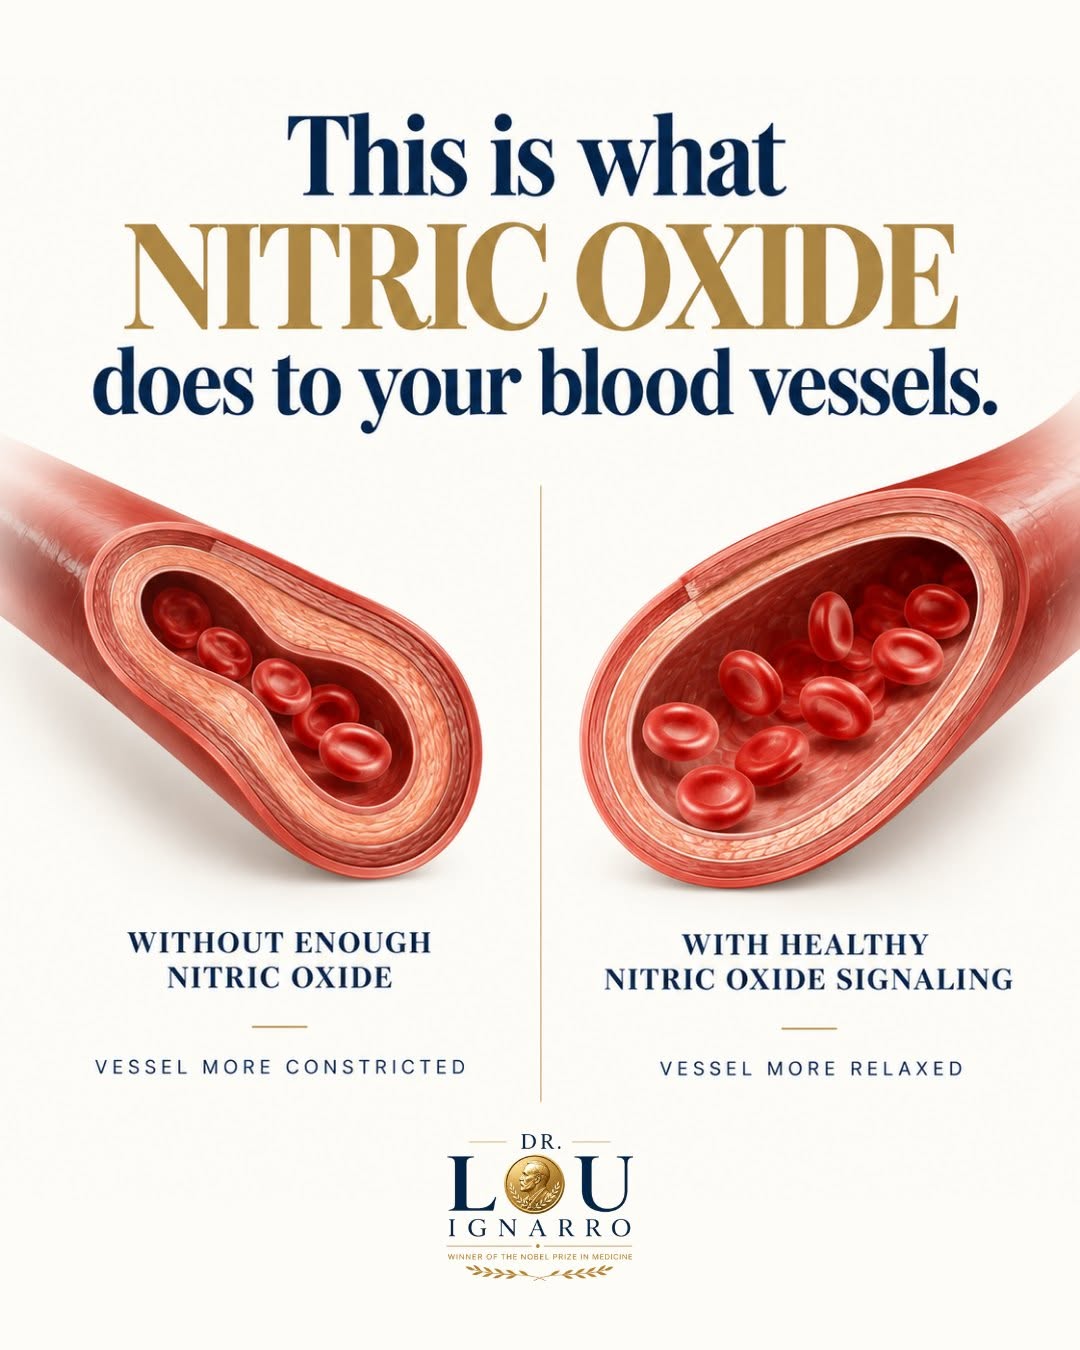 This is what
NITRIC OXIDE
does to your blood vessels.
WITHOUT ENOUGH
NITRIC OXIDE
VESSEL MORE CONSTRICTED
WITH HEALTHY
NITRIC OXIDE SIGNALING
VESSEL MORE RELAXED
DR.
LOU
IGNARRO
WINNER OF THE NOBEL PRIZE IN MEDICINE